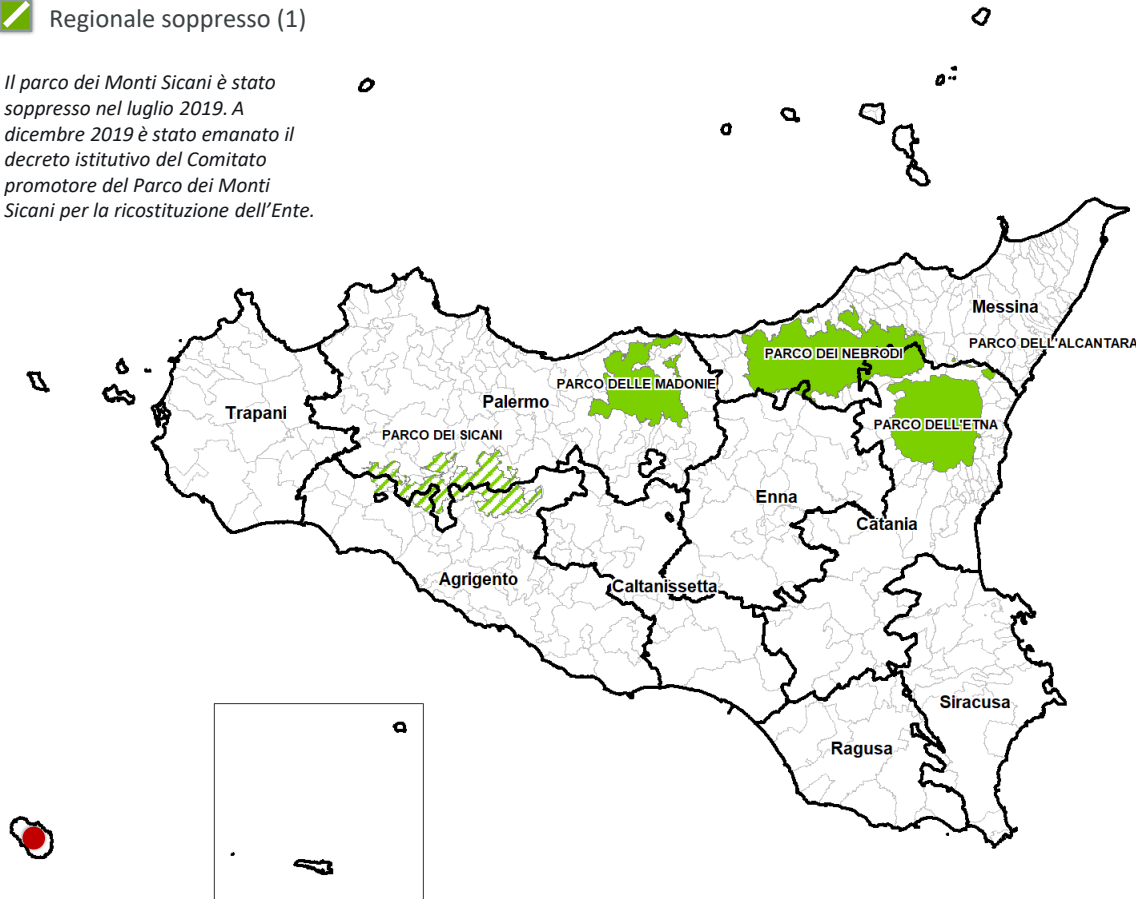 Regionale soppresso (1)
Il parco dei Monti Sicani è stato
soppresso nel luglio 2019. A
dicembre 2019 è stato emanato il
decreto istitutivo del Comitato
promotore del Parco dei Monti
Sicani per la ricostituzione dell’Ente.
Messina
PARCO DELL'ALCANTARA
PARCO DEI NEBRODI
PARCO DELLE MADONIE
Palermo
Trapani
PARCO DELL'ETNA
PARCO DEI SICANI
Enna
Catania
Agrigento
Caltanissetta
Siracusa
Ragusa